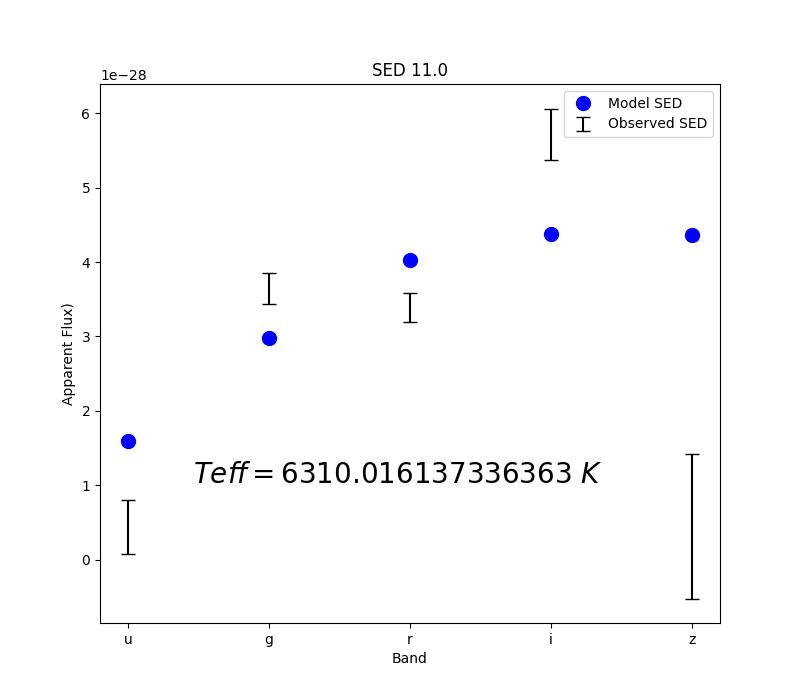 SED 11.0
1e−28
Model SED
Observed SED
6
5
4
3
2
1
0
Apparent Flux)
Teff = 6310.016137336363 K
u g r i z
Band